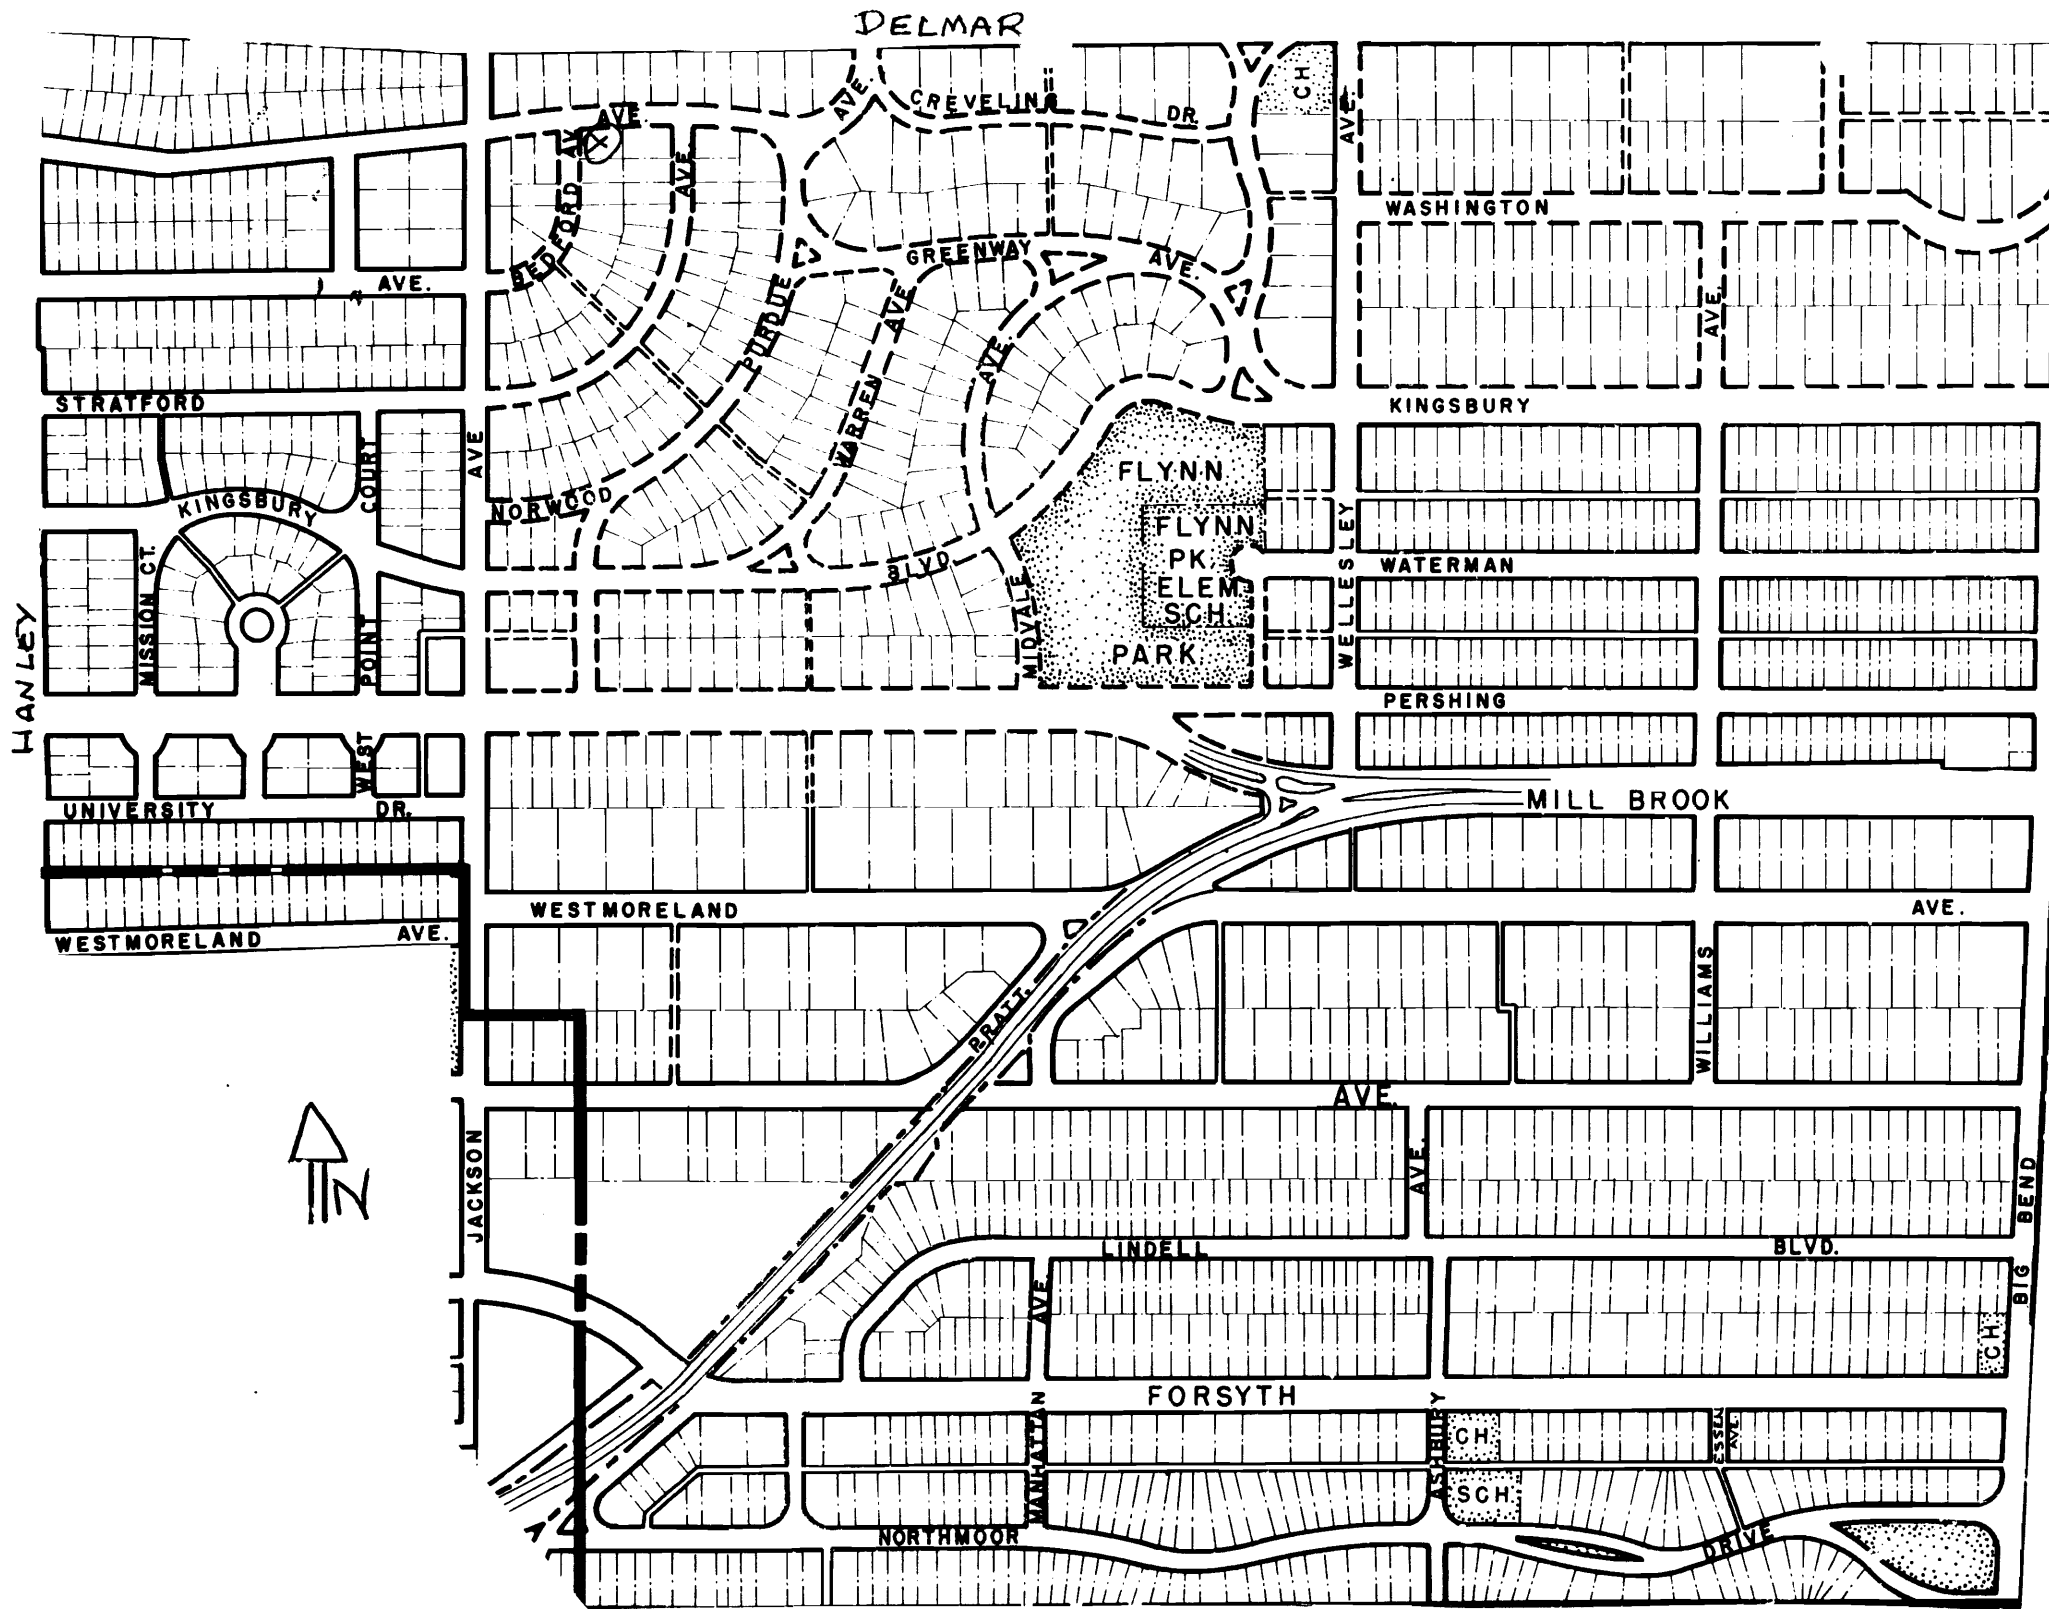 DELMAR
CH
AVE.
CREVELING
DR.
AVE.
AVE.
AV.
AVE.
BEDFORD
WASHINGTON
GREENWAY
AVE.
AVE.
PURDUE
AVE.
AVE.
AVE.
STRATFORD
WARREN
KINGSBURY
COURT
AVE
FLYNN
KINGSBURY
NORWOOD
FLYNN
PK.
ELEM.
SCH.
WELLESLEY
WATERMAN
BLVD.
MISSION CT.
MIDVALE
POINT
HANLEY
PARK
PERSHING
WEST
UNIVERSITY
DR.
MILL BROOK
WESTMORELAND
AVE.
WESTMORELAND
AVE.
WILLIAMS
P.R.A.T.T.
AVE.
N
JACKSON
AVE.
BEND
LINDELL
BLVD.
AVE.
BIG
CH
FORSYTH
MANHATTAN
ASHBURY
CH
ESSEN
AVE.
SCH.
NORTHMOOR
DRIVE